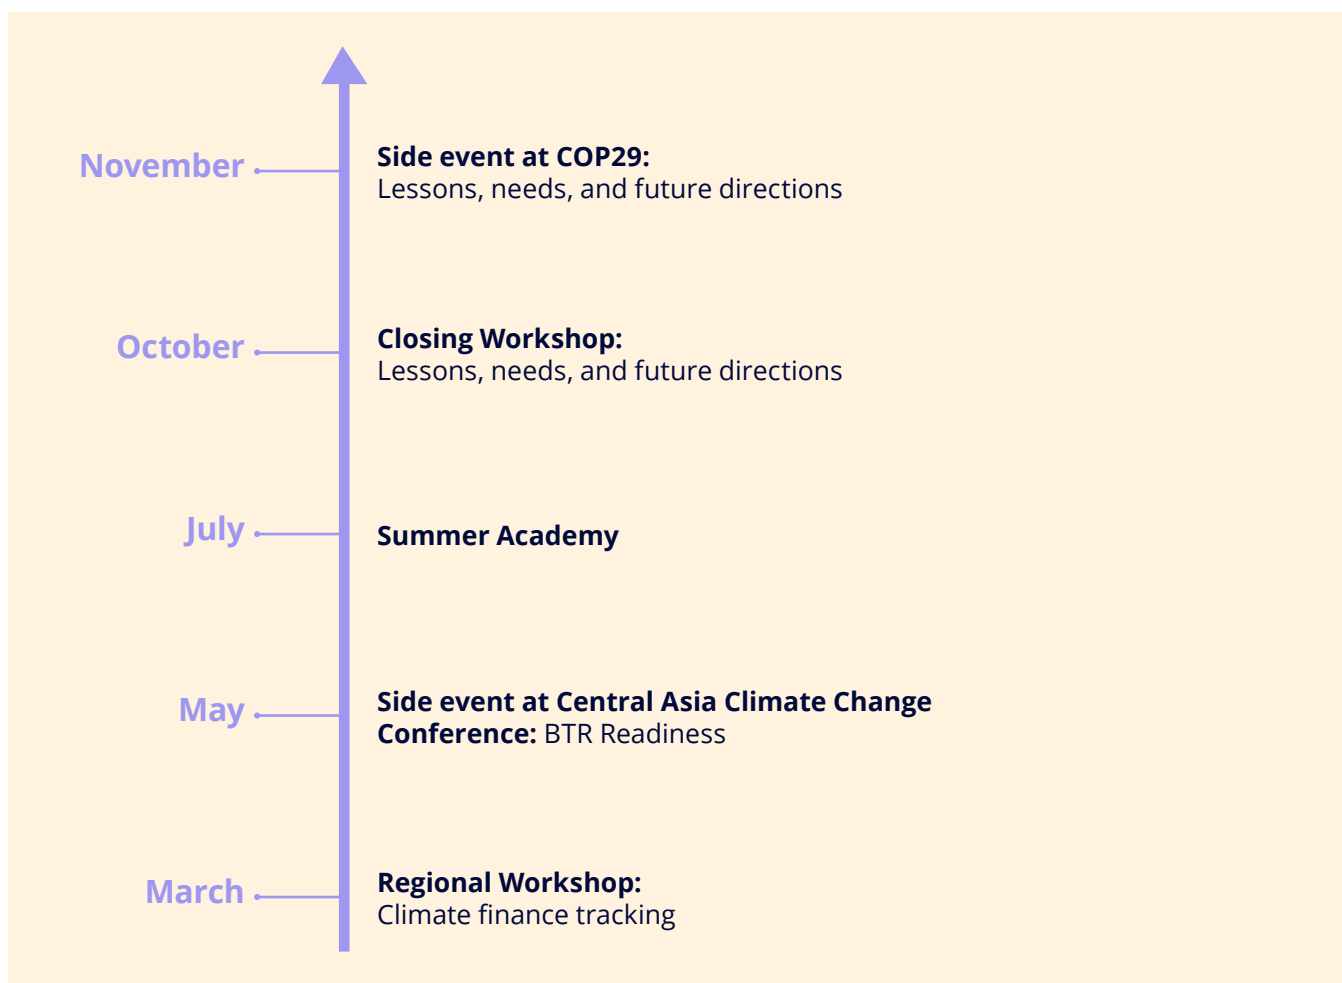 November
Side event at COP29:
Lessons, needs, and future directions
October
Closing Workshop:
Lessons, needs, and future directions
July
Summer Academy
May
Side event at Central Asia Climate Change
Conference: BTR Readiness
March
Regional Workshop:
Climate finance tracking